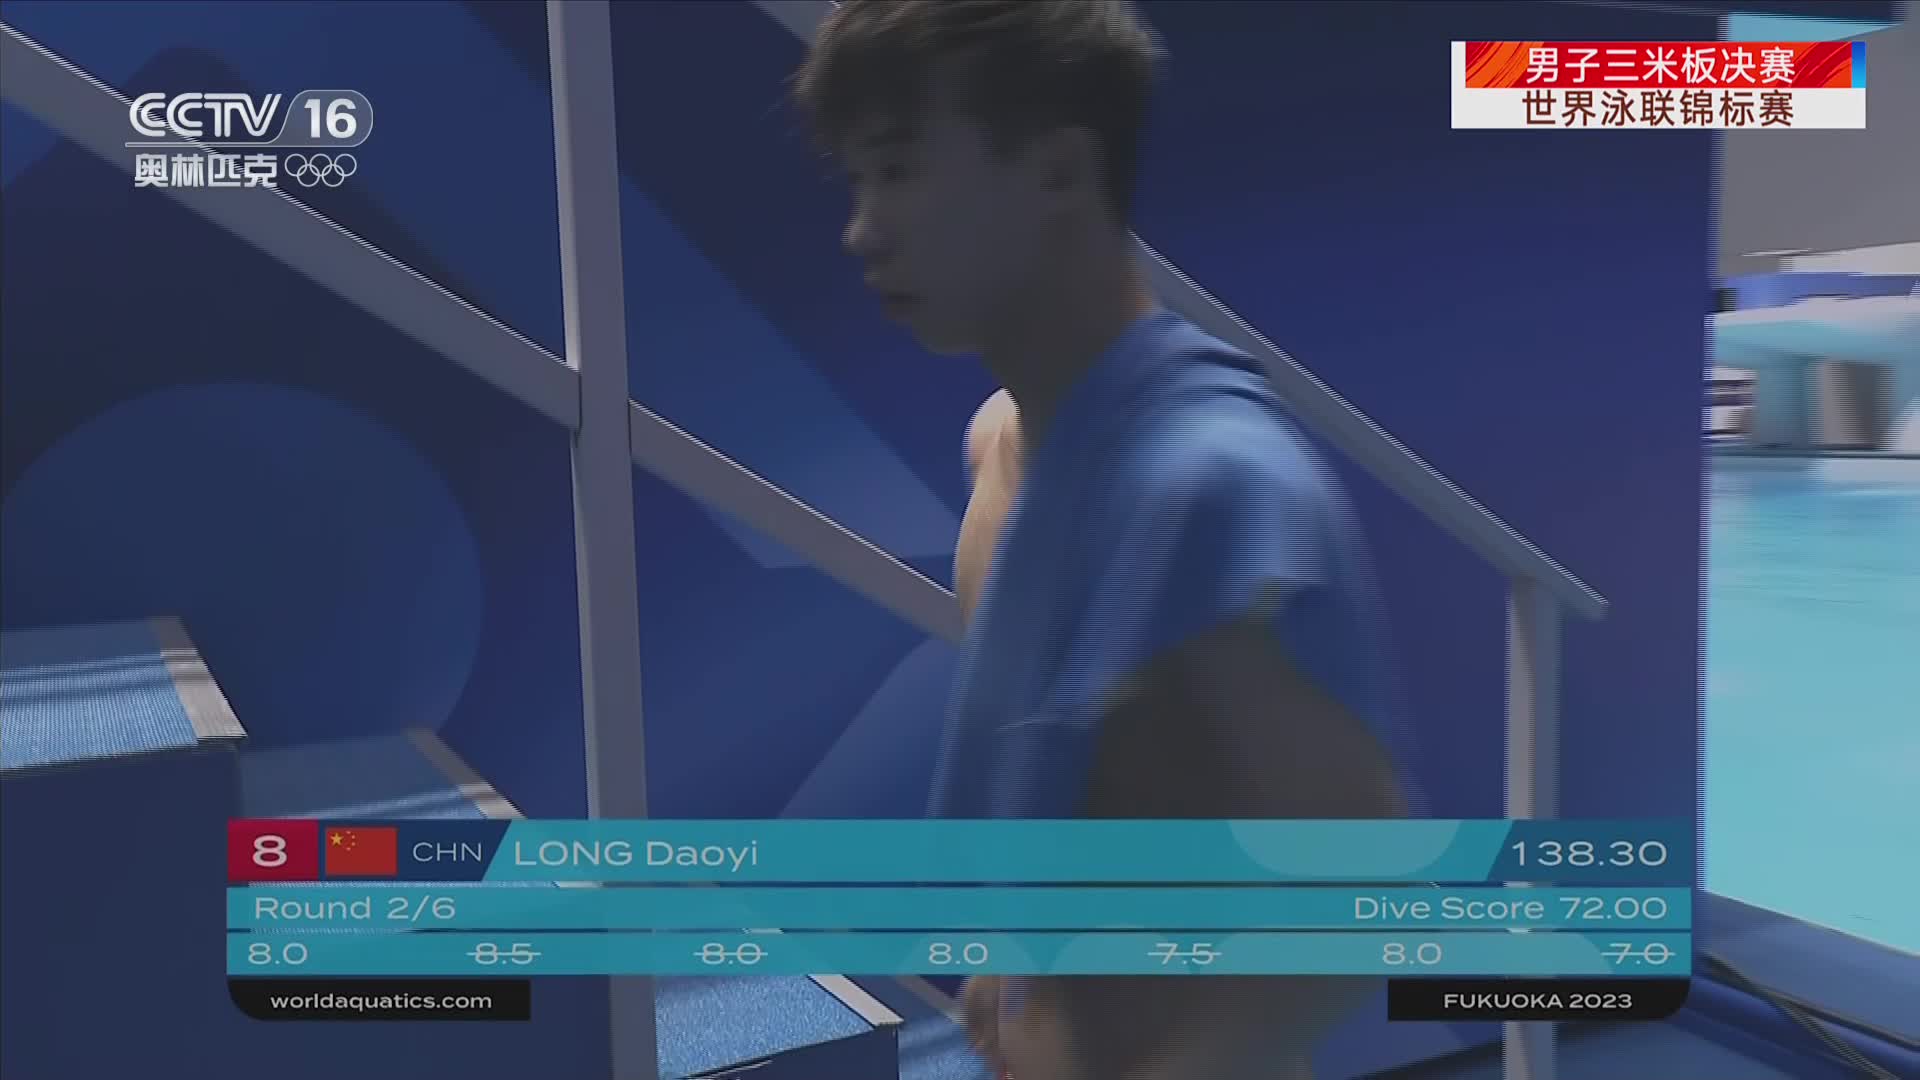 男子三米板决赛
世界泳联锦标赛
CCTV 16
奥林匹克
8 CHN LONG Daoyi 138.30
Round 2/6 Dive Score 72.00
8.0 8.5 8.0 8.0 7.5 8.0 7.0
worldaquatics.com FUKUOKA 2023